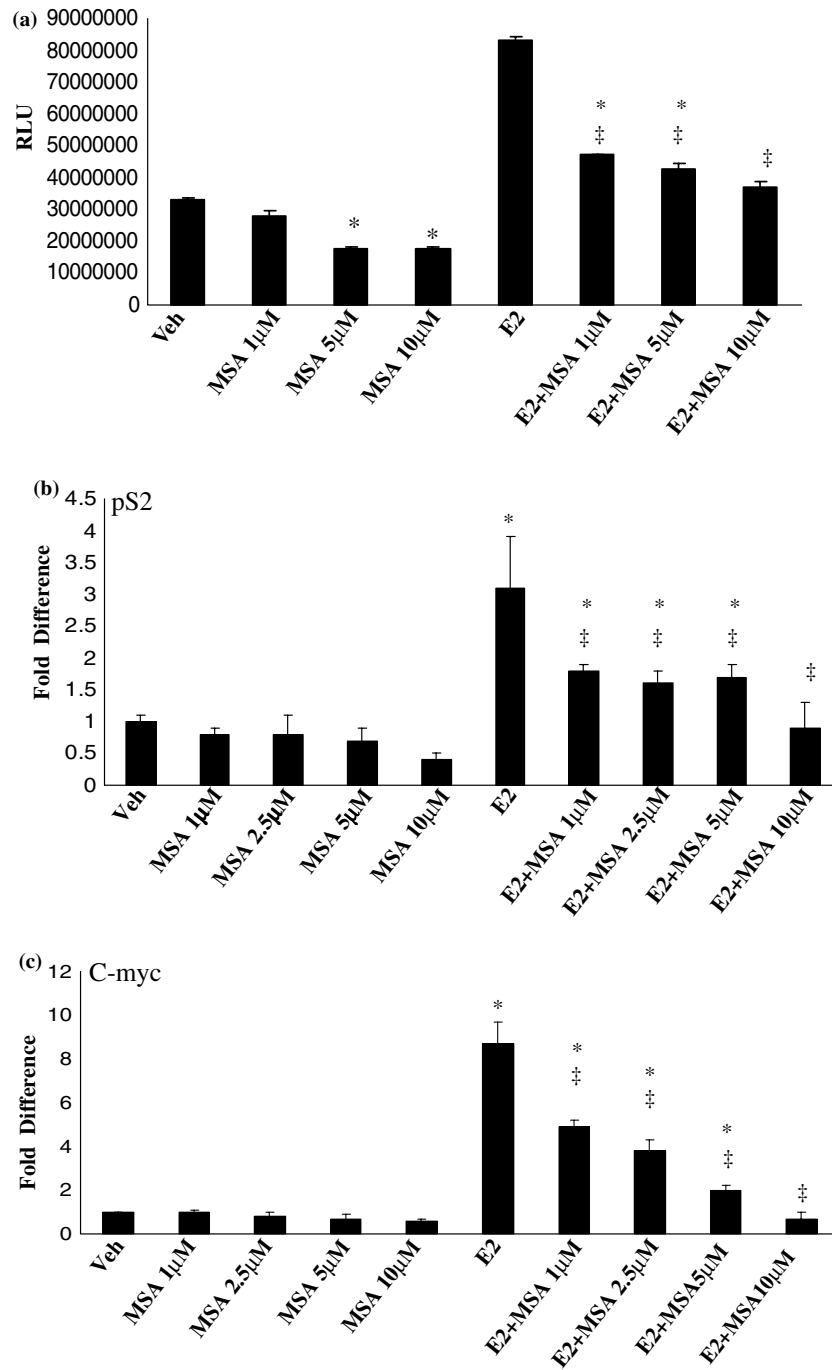 (a)
90000000
80000000
70000000
60000000
50000000
40000000
30000000
20000000
10000000
0
RLU
* *
‡ ‡ ‡
* *
Veh MSA 1μM MSA 5μM MSA 10μM E2 E2+MSA 1μM E2+MSA 5μM E2+MSA 10μM
(b)
pS2
4.5
4
3.5
3
2.5
2
1.5
1
0.5
0
Fold Difference
*
* * *
‡ ‡ ‡ ‡
Veh MSA 1μM MSA 2.5μM MSA 5μM MSA 10μM E2 E2+MSA 1μM E2+MSA 2.5μM E2+MSA 5μM E2+MSA 10μM
(c)
C-myc
12
10
8
6
4
2
0
Fold Difference
*
* * *
‡ ‡ ‡ ‡
Veh MSA 1μM MSA 2.5μM MSA 5μM MSA 10μM E2 E2+MSA 1μM E2+MSA 2.5μM E2+MSA5μM E2+MSA10μM